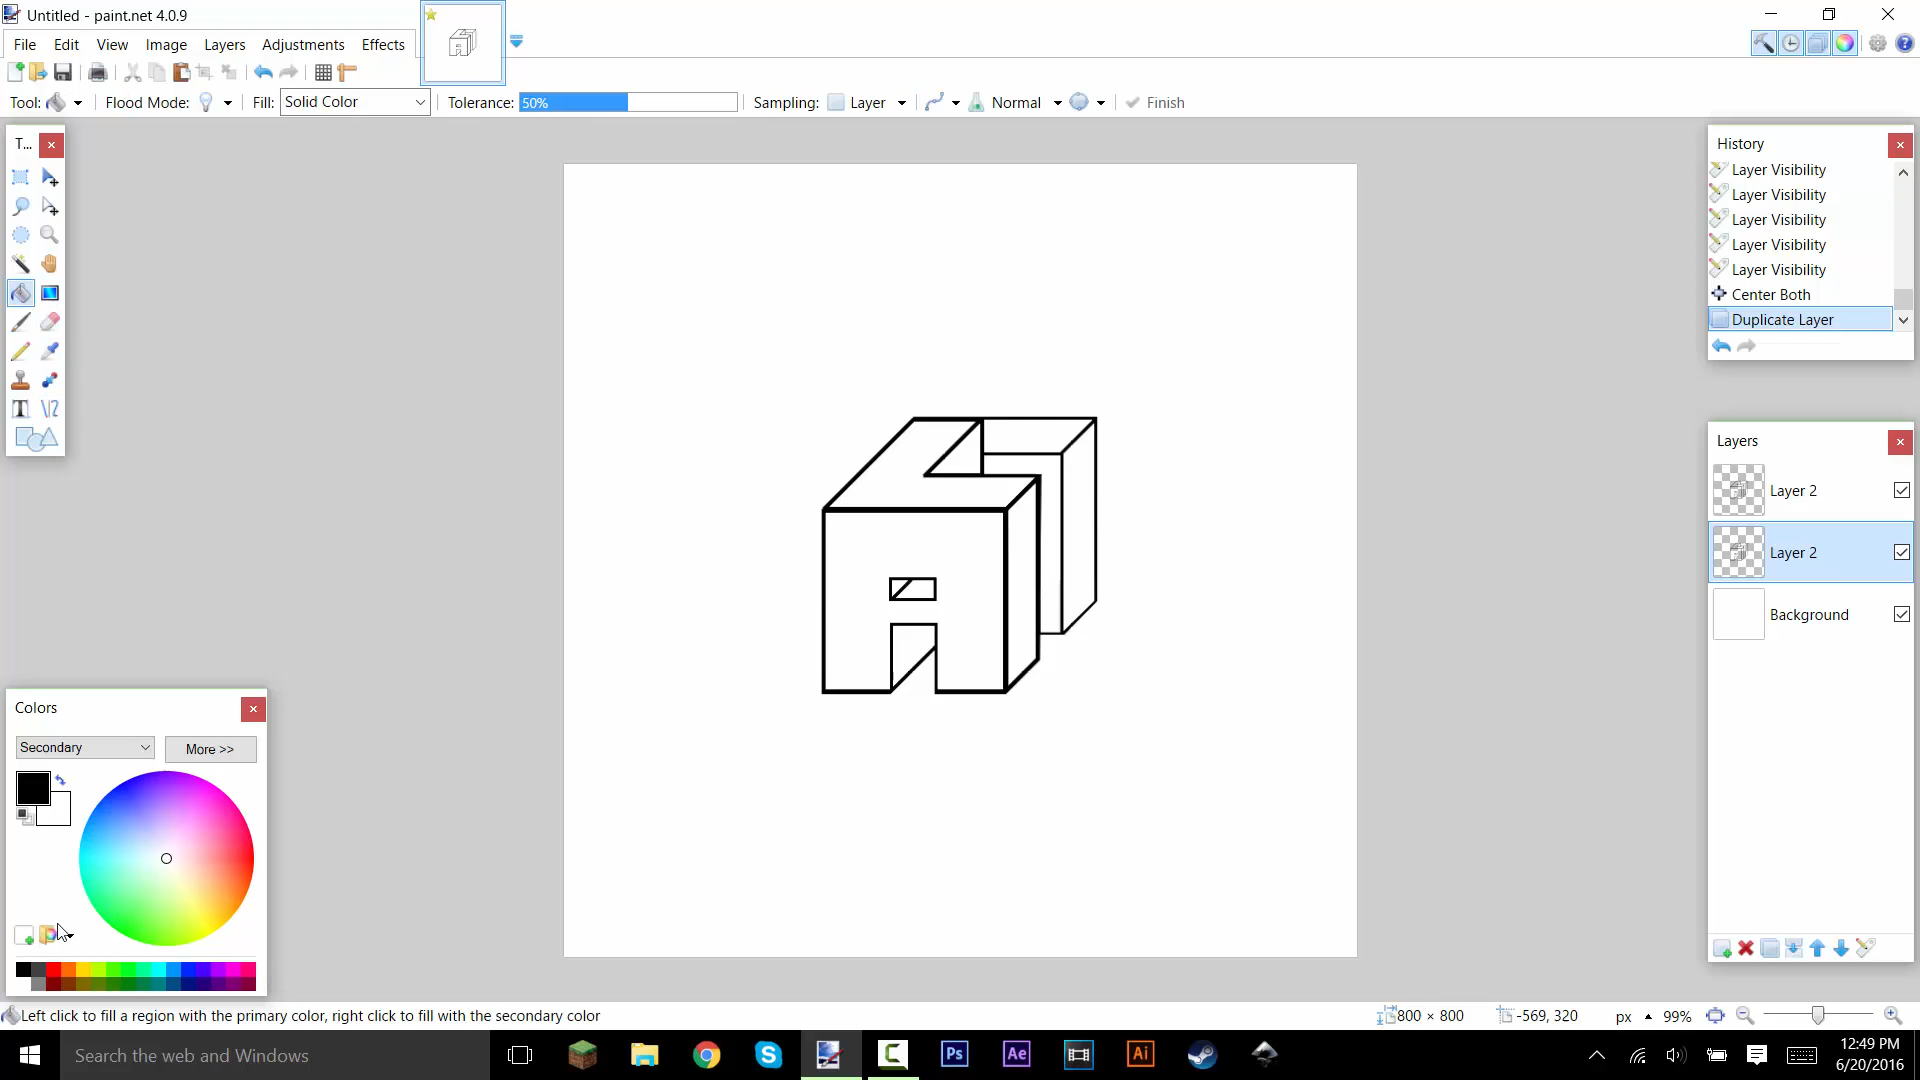 Untitled - paint.net 4.0.9
File Edit View Image Layers Adjustments Effects
Tool: Flood Mode: Fill: Solid Color Tolerance: 50% Sampling: Layer Normal Finish
T...
History
Layer Visibility
Layer Visibility
Layer Visibility
Layer Visibility
Layer Visibility
Center Both
Duplicate Layer
Layers
Layer 2
Layer 2
Background
Colors
Secondary More >>
Left click to fill a region with the primary color, right click to fill with the secondary color 800 × 800 -569, 320 px 99%
Search the web and Windows Ps Ae Ai 12:49 PM
6/20/2016